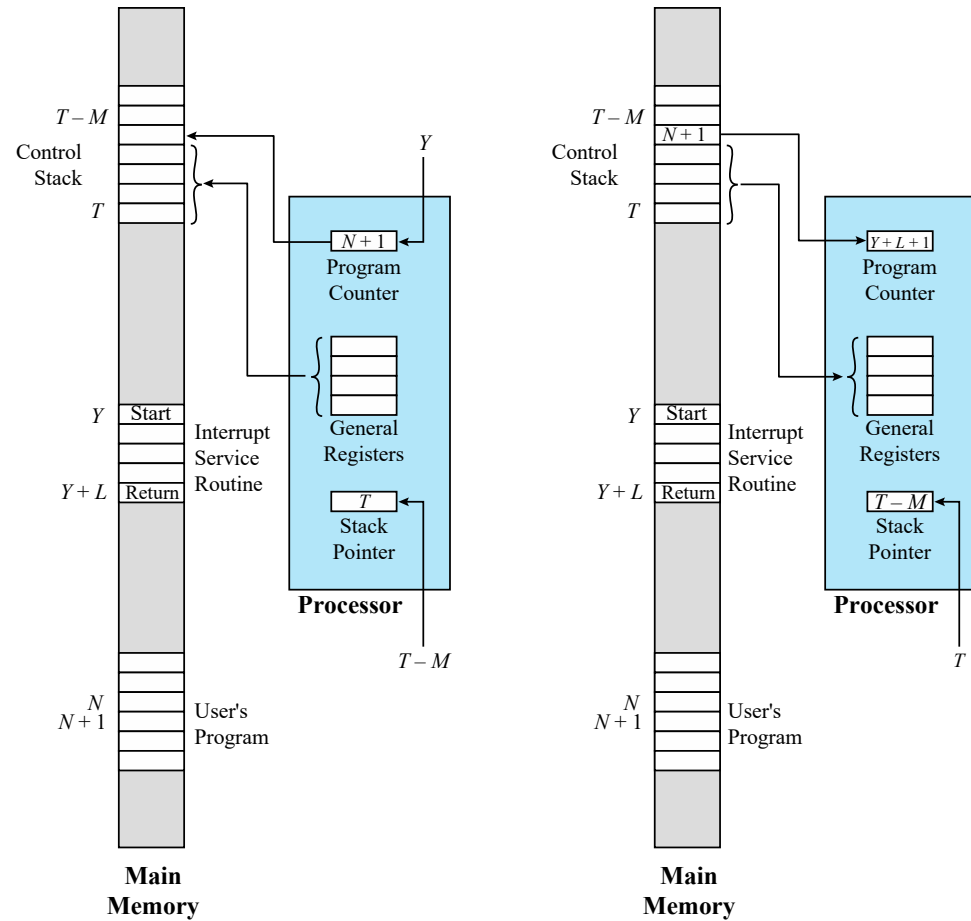 T – M
Control
Stack
T
Y
N + 1
Program
Counter
Y
Start
Interrupt
Service
Routine
Y + L
Return
General
Registers
T
Stack
Pointer
Processor
T – M
N
N + 1
User's
Program
Main
Memory
T – M
N + 1
Control
Stack
T
Y + L + 1
Program
Counter
Y
Start
Interrupt
Service
Routine
Y + L
Return
General
Registers
T – M
Stack
Pointer
Processor
T
N
N + 1
User's
Program
Main
Memory